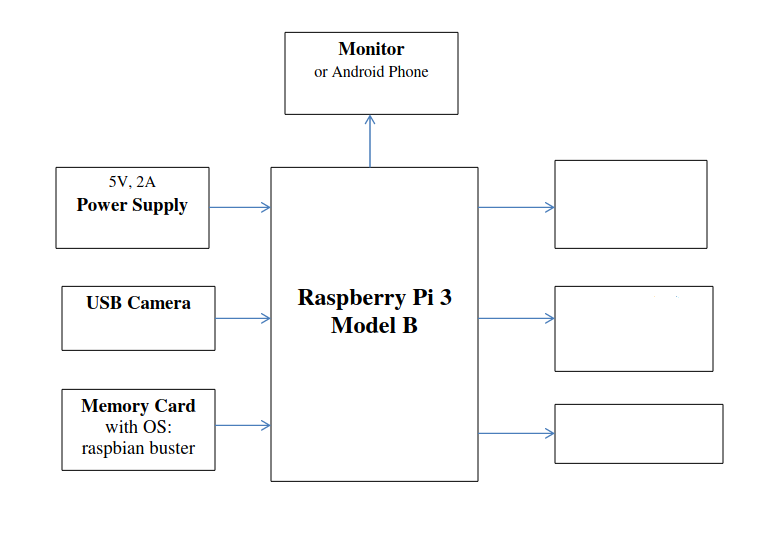 Monitor
or Android Phone
5V, 2A
Power Supply
USB Camera
Raspberry Pi 3
Model B
Memory Card
with OS:
raspbian buster